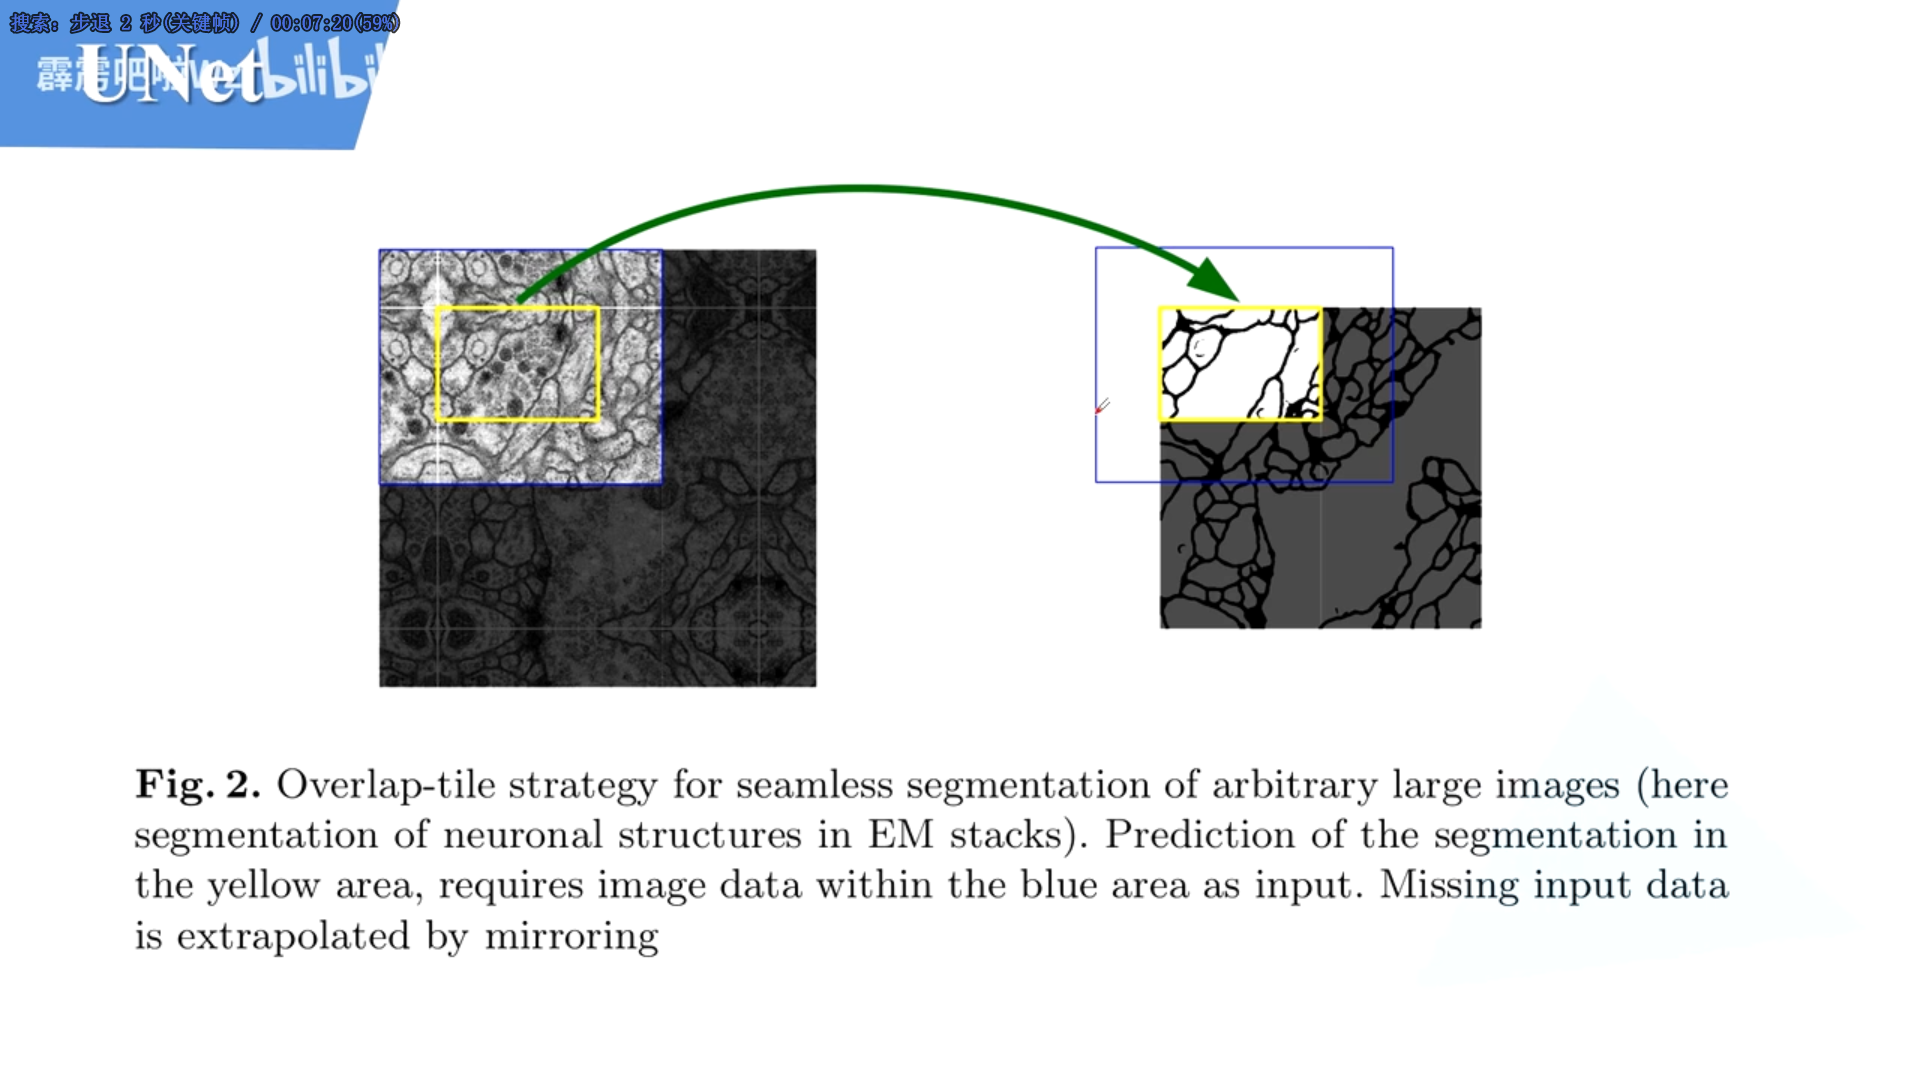 搜索: 步退 2 秒(关键帧) / 00:07:20(59%)
霹雳吧啦Wz bilibili
UNet
Fig. 2. Overlap-tile strategy for seamless segmentation of arbitrary large images (here
segmentation of neuronal structures in EM stacks). Prediction of the segmentation in
the yellow area, requires image data within the blue area as input. Missing input data
is extrapolated by mirroring